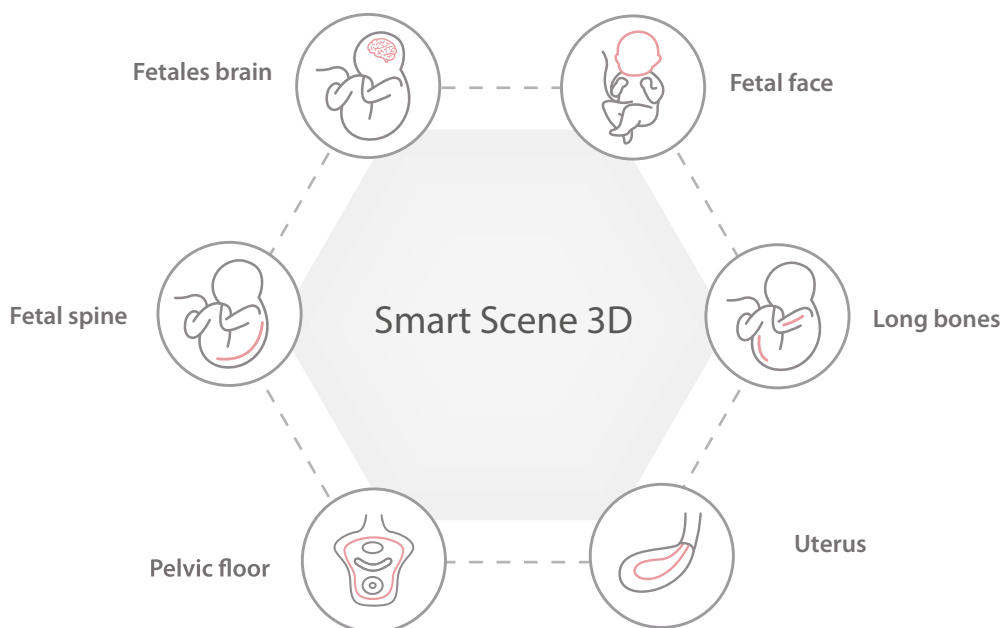 Fetales brain
Fetal face
Fetal spine
Smart Scene 3D
Long bones
Pelvic floor
Uterus